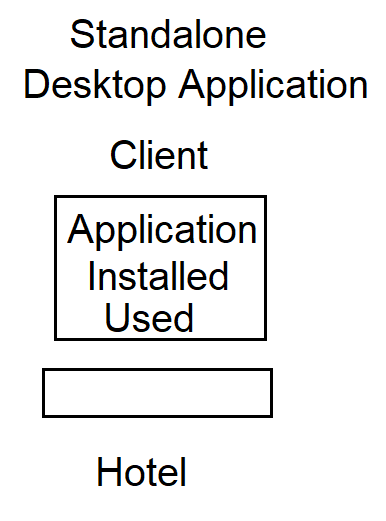 Standalone
Desktop Application
Client
Application
Installed
Used
Hotel